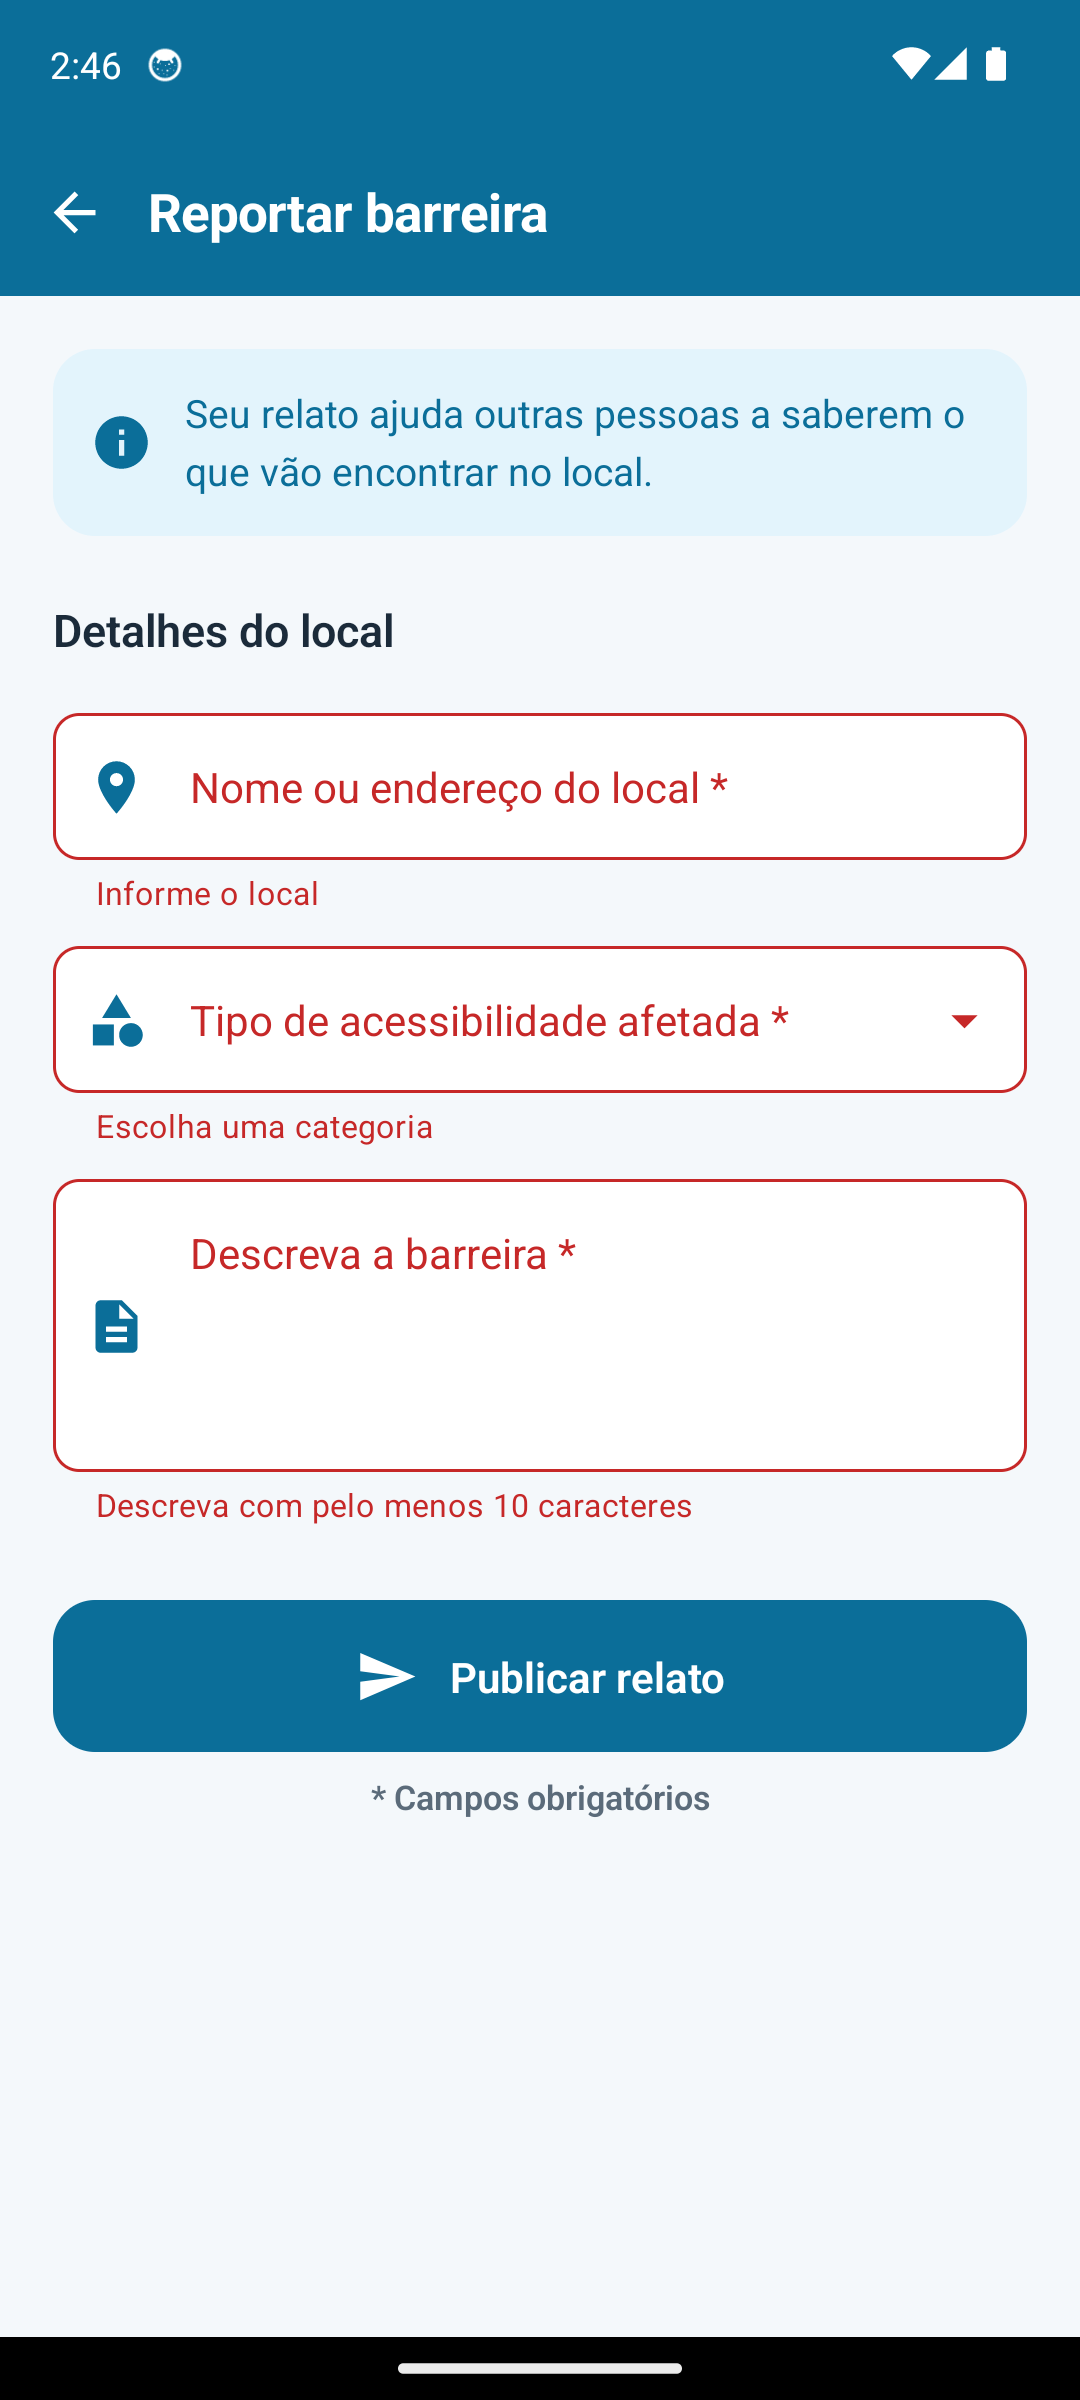 2:46
Reportar barreira
Seu relato ajuda outras pessoas a saberem o
que vão encontrar no local.
Detalhes do local
Nome ou endereço do local *
Informe o local
Tipo de acessibilidade afetada *
Escolha uma categoria
Descreva a barreira *
Descreva com pelo menos 10 caracteres
Publicar relato
* Campos obrigatórios